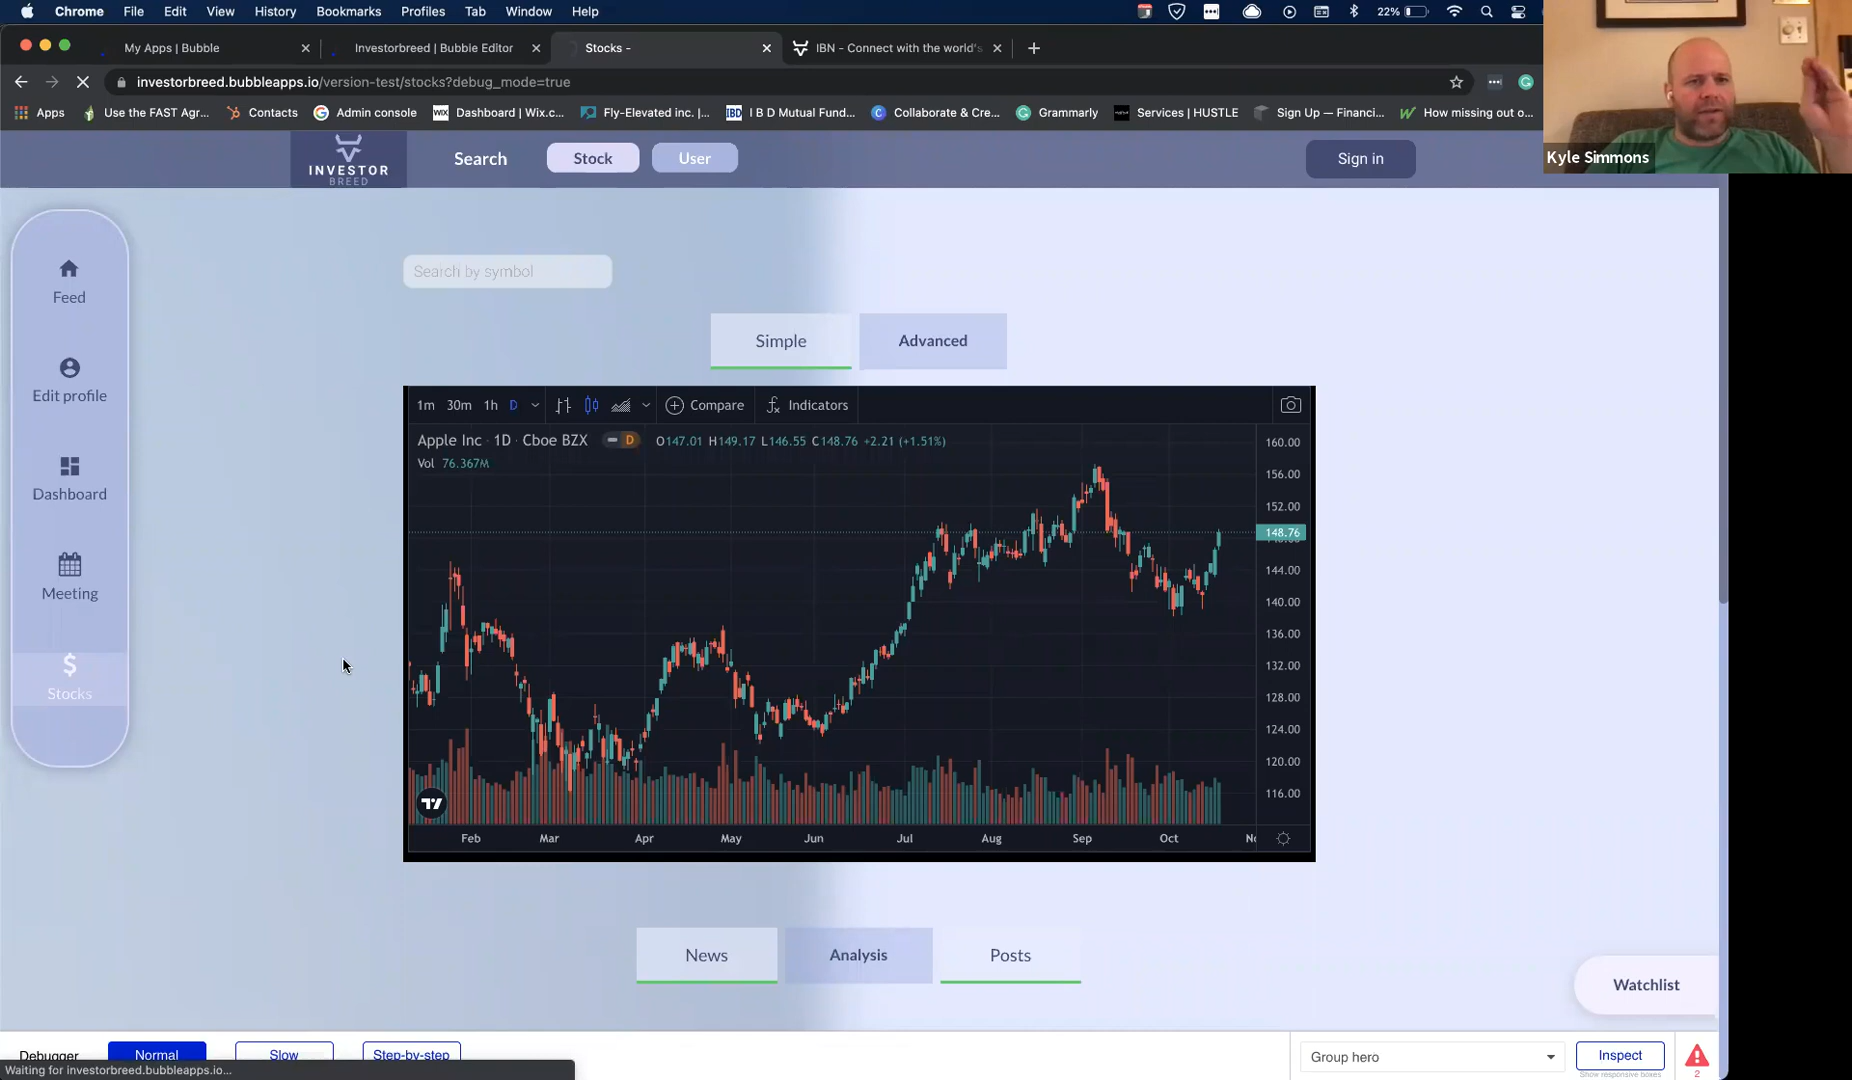 Chrome File Edit View History Bookmarks Profiles Tab Window Help 22%
My Apps | Bubble
Investorbreed | Bubble Editor
Stocks -
IBN - Connect with the world's
investorbreed.bubbleapps.io/version-test/stocks?debug_mode=true
Apps Use the FAST Agr... Contacts Admin console Dashboard | Wix.c... Fly-Elevated inc. |... I B D Mutual Fund... Collaborate & Cre... Grammarly Services | HUSTLE Sign Up — Financi... How missing out o...
WIX
IBD
Kyle Simmons
INVESTOR
BREED
Search
Stock
User
Sign in
Feed
Edit profile
Dashboard
Meeting
Stocks
Search by symbol
Simple
Advanced
1m 30m 1h D Compare Indicators
Apple Inc · 1D · Cboe BZX D O147.01 H149.17 L146.55 C148.76 +2.21 (+1.51%)
Vol 76.367M
160.00
156.00
152.00
148.76
144.00
140.00
136.00
132.00
128.00
124.00
120.00
116.00
Feb Mar Apr May Jun Jul Aug Sep Oct
News
Analysis
Posts
Watchlist
Debugger
Normal
Slow
Step-by-step
Group hero
Inspect
Show responsive boxes
2
Waiting for investorbreed.bubbleapps.io...